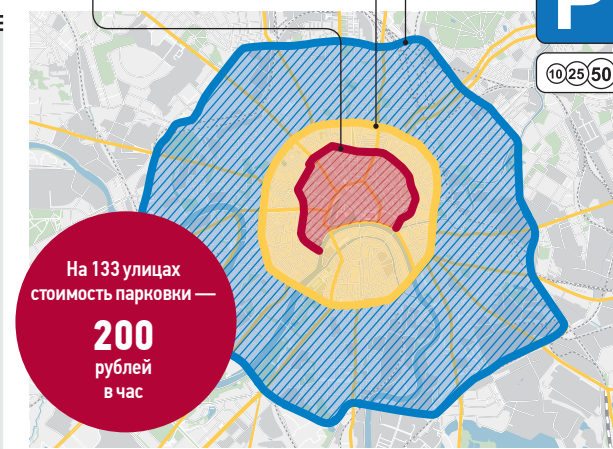 P
10 25 50
На 133 улицах
стоимость парковки —
200
рублей
в час